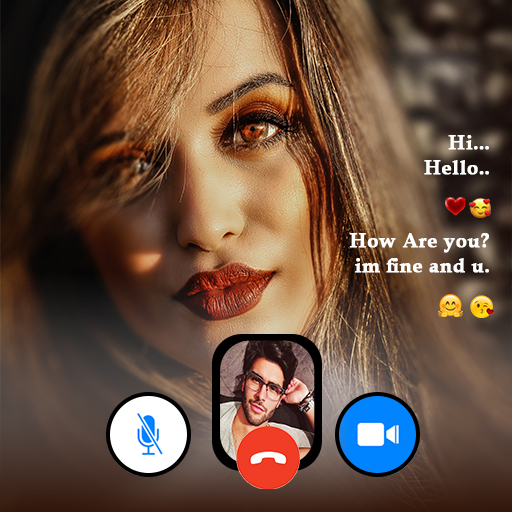 Hi...
Hello..
❤️🥰
How Are you?
im fine and u.
🤗 😘